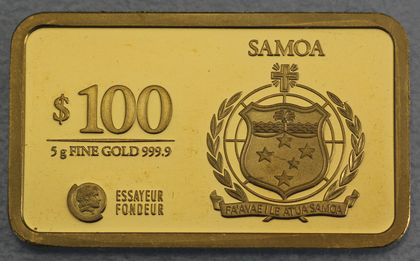 SAMOA
$ 100
5 g FINE GOLD 999.9
ESSAYEUR
FONDEUR
FA'AVAE I LE ATUA SAMOA